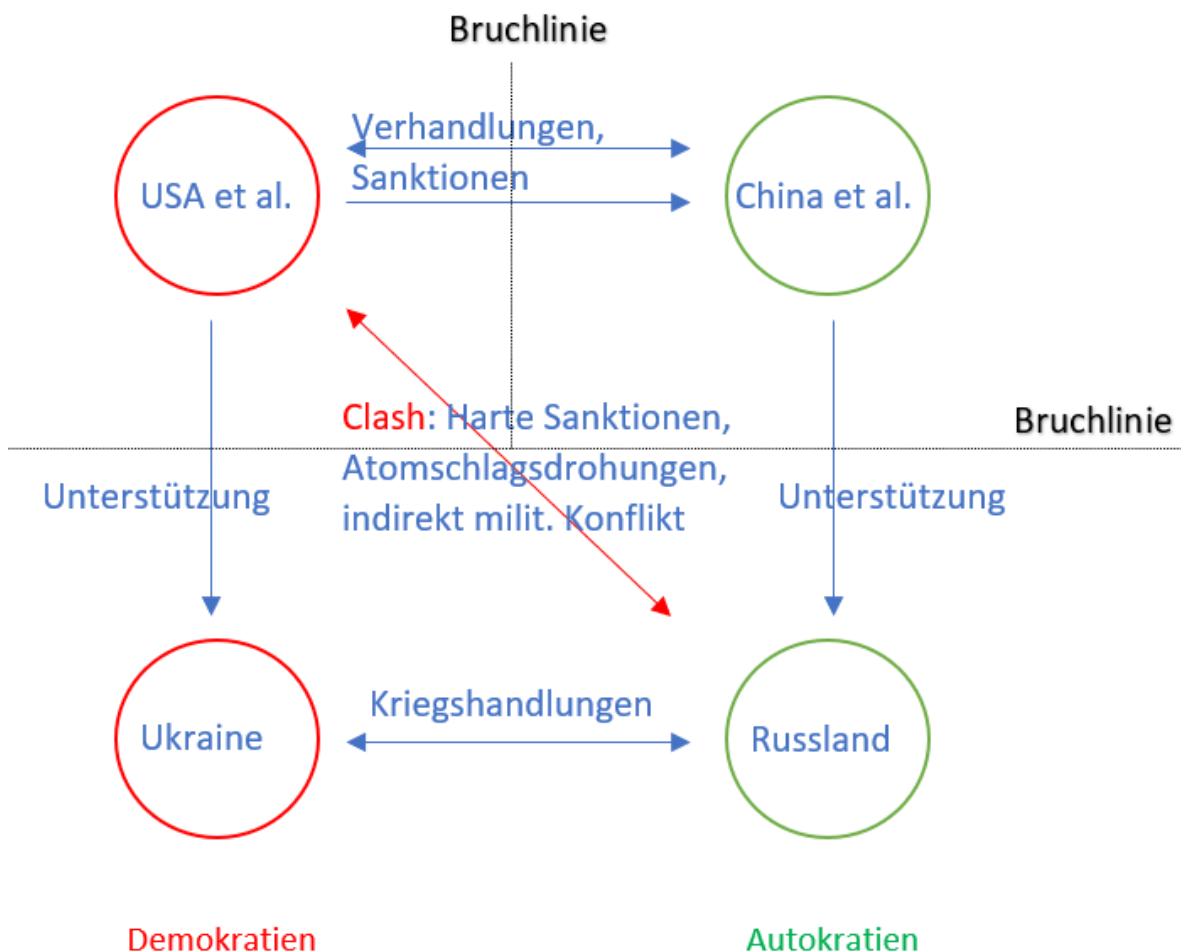 Bruchlinie
Verhandlungen,
Sanktionen
USA et al.
China et al.
Clash: Harte Sanktionen,
Atomschlagsdrohungen,
indirekt milit. Konflikt
Bruchlinie
Unterstützung
Unterstützung
Kriegshandlungen
Ukraine
Russland
Demokratien
Autokratien